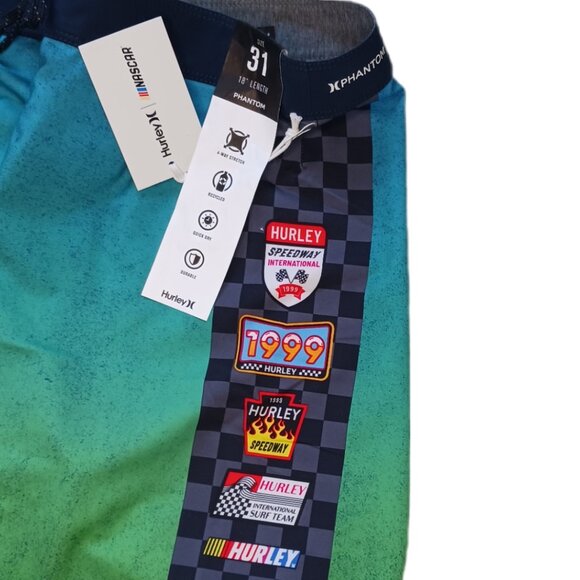 NASCAR
Hurley
SIZE
31
18" LENGTH
PHANTOM
4-WAY STRETCH
RECYCLED
QUICK DRY
DURABLE
Hurley
PHANTOM
HURLEY
SPEEDWAY
INTERNATIONAL
1999
1999
HURLEY
1999
HURLEY
SPEEDWAY
HURLEY
INTERNATIONAL
SURF TEAM
HURLEY